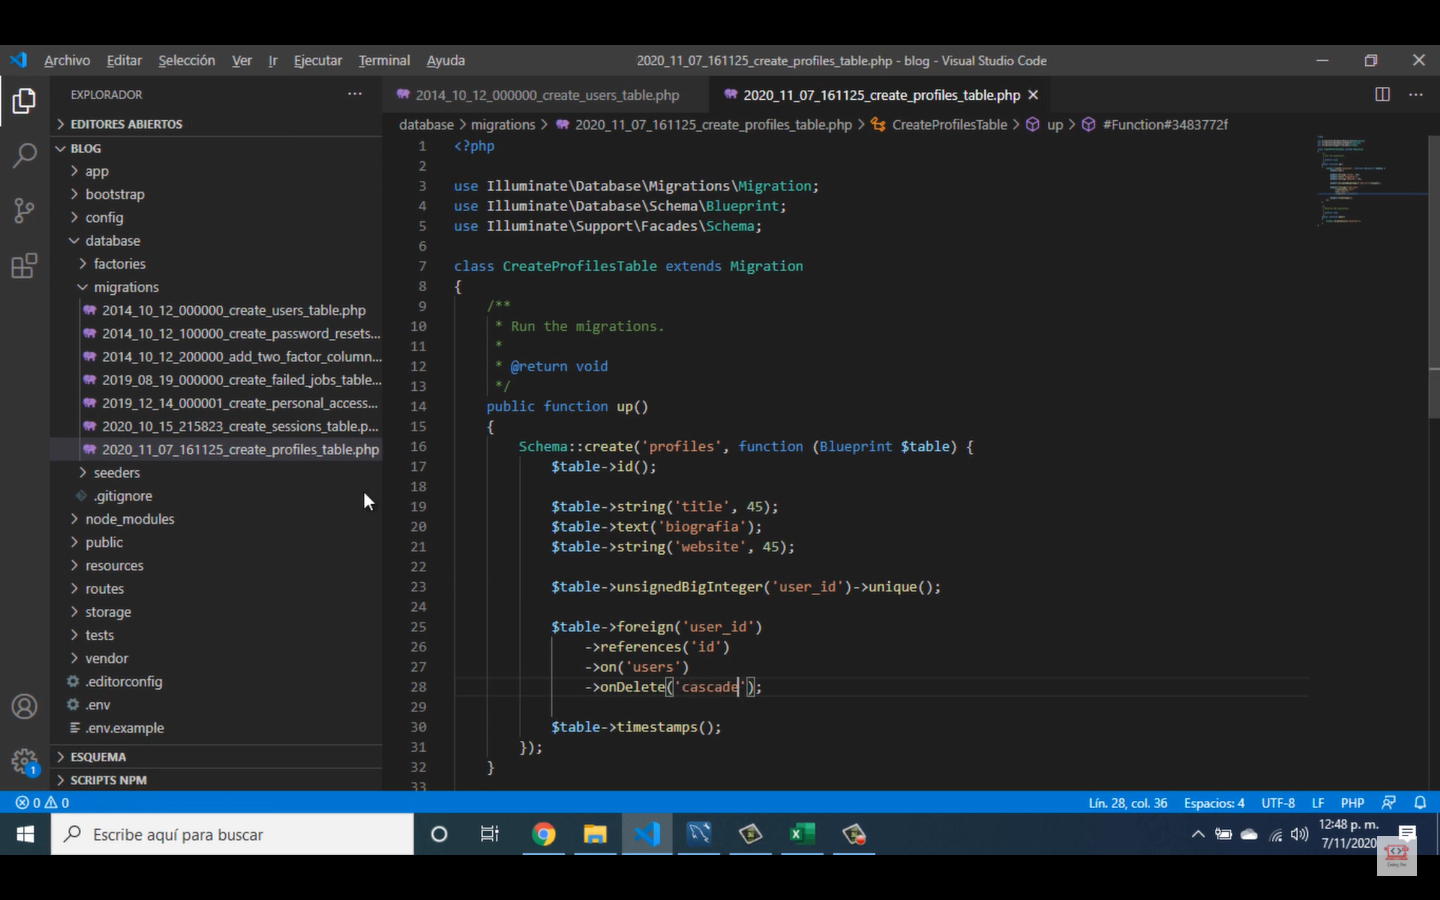 Archivo Editar Selección Ver Ir Ejecutar Terminal Ayuda
2020_11_07_161125_create_profiles_table.php - blog - Visual Studio Code
EXPLORADOR
EDITORES ABIERTOS
BLOG
app
bootstrap
config
database
factories
migrations
2014_10_12_000000_create_users_table.php
2014_10_12_100000_create_password_resets...
2014_10_12_200000_add_two_factor_column...
2019_08_19_000000_create_failed_jobs_table...
2019_12_14_000001_create_personal_access...
2020_10_15_215823_create_sessions_table.p...
2020_11_07_161125_create_profiles_table.php
seeders
.gitignore
node_modules
public
resources
routes
storage
tests
vendor
.editorconfig
.env
.env.example
ESQUEMA
SCRIPTS NPM
1
2014_10_12_000000_create_users_table.php
2020_11_07_161125_create_profiles_table.php
database > migrations > 2020_11_07_161125_create_profiles_table.php > CreateProfilesTable > up > #Function#3483772f
1 <?php
2
3 use Illuminate\Database\Migrations\Migration;
4 use Illuminate\Database\Schema\Blueprint;
5 use Illuminate\Support\Facades\Schema;
6
7 class CreateProfilesTable extends Migration
8 {
9 /**
10 * Run the migrations.
11 *
12 * @return void
13 */
14 public function up()
15 {
16 Schema::create('profiles', function (Blueprint $table) {
17 $table->id();
18
19 $table->string('title', 45);
20 $table->text('biografia');
21 $table->string('website', 45);
22
23 $table->unsignedBigInteger('user_id')->unique();
24
25 $table->foreign('user_id')
26 ->references('id')
27 ->on('users')
28 ->onDelete('cascade');
29
30 $table->timestamps();
31 });
32 }
33
0 0
Lín. 28, col. 36 Espacios: 4 UTF-8 LF PHP
Escribe aquí para buscar
12:48 p. m.
7/11/2020